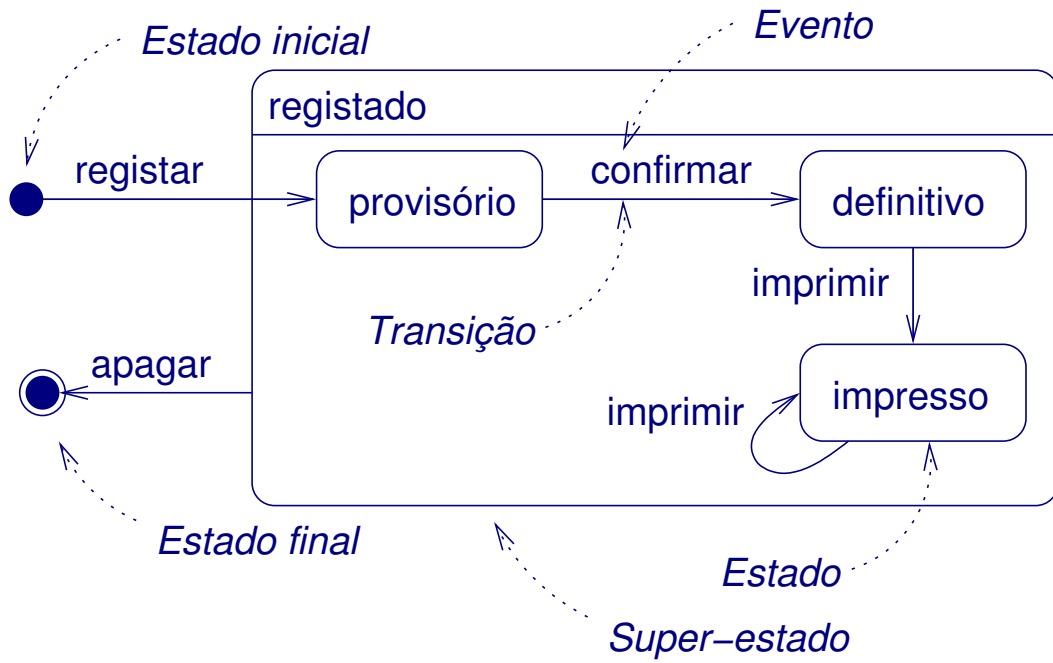 Evento
Estado inicial
registado
registar
confirmar
provisório
definitivo
imprimir
Transição
apagar
impresso
imprimir
Estado final
Estado
Super−estado